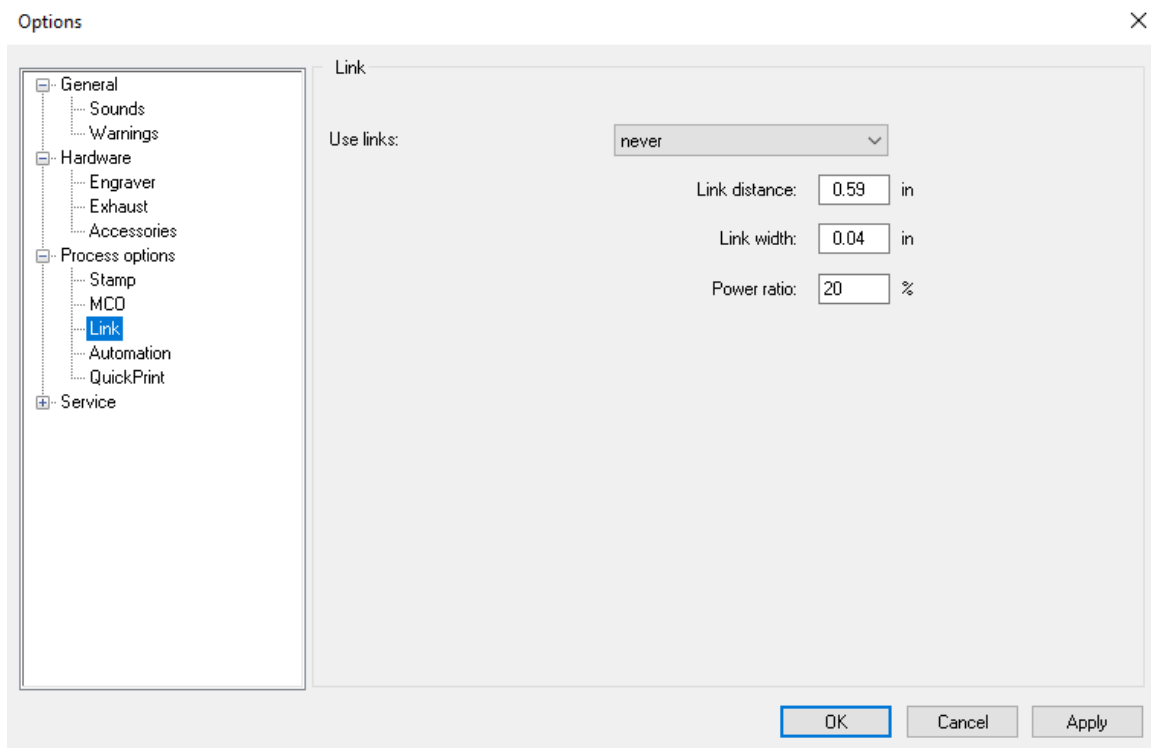 Options
General
Sounds
Warnings
Hardware
Engraver
Exhaust
Accessories
Process options
Stamp
MCO
Link
Automation
QuickPrint
Service
Link
Use links: never
Link distance: 0.59 in
Link width: 0.04 in
Power ratio: 20 %
OK Cancel Apply